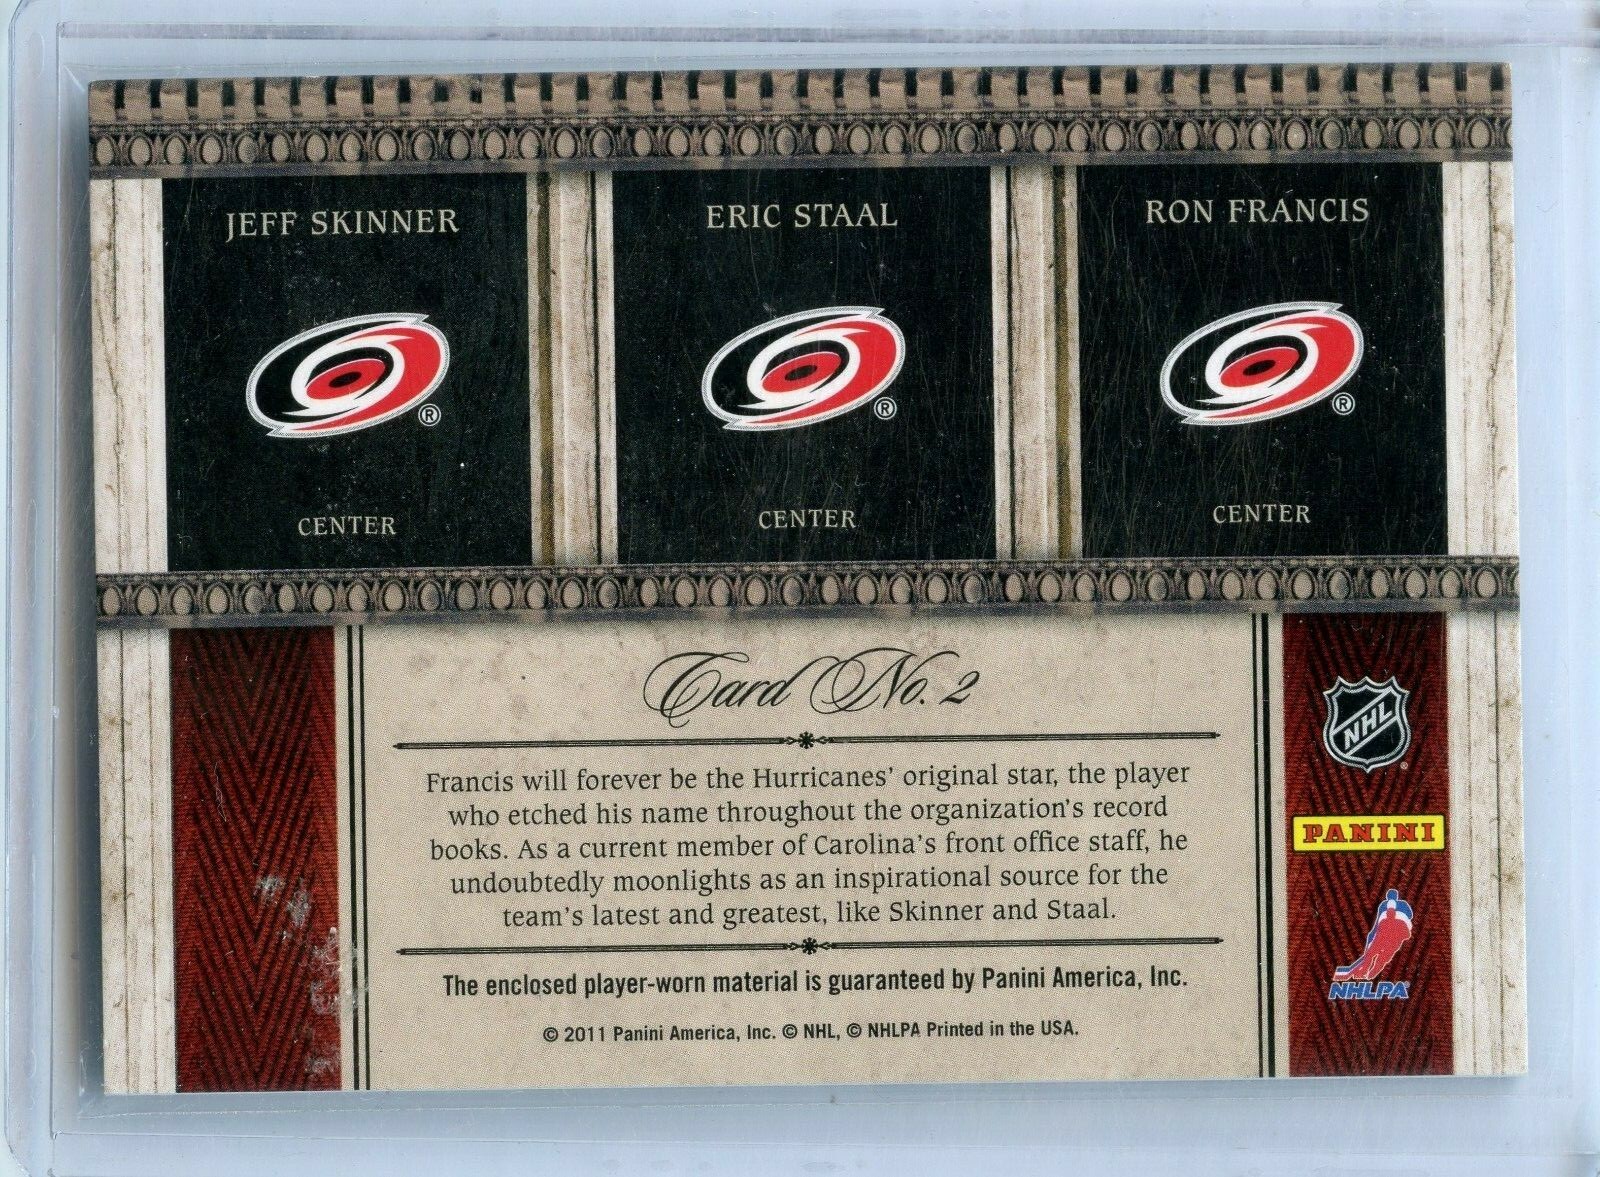 JEFF SKINNER
ERIC STAAL
RON FRANCIS
®
®
®
CENTER
CENTER
CENTER
Card No. 2
Francis will forever be the Hurricanes' original star, the player
who etched his name throughout the organization's record
books. As a current member of Carolina's front office staff, he
undoubtedly moonlights as an inspirational source for the
team's latest and greatest, like Skinner and Staal.
The enclosed player-worn material is guaranteed by Panini America, Inc.
© 2011 Panini America, Inc. © NHL, © NHLPA Printed in the USA.
NHL
PANINI
NHLPA